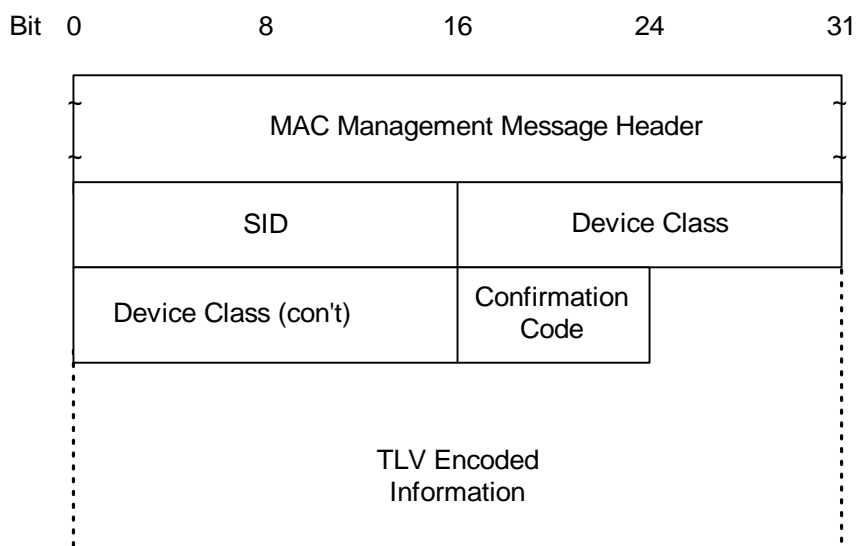 Bit 0 8 16 24 31
~ ~
MAC Management Message Header
~ ~
SID Device Class
Device Class (con't) Confirmation
Code
TLV Encoded
Information